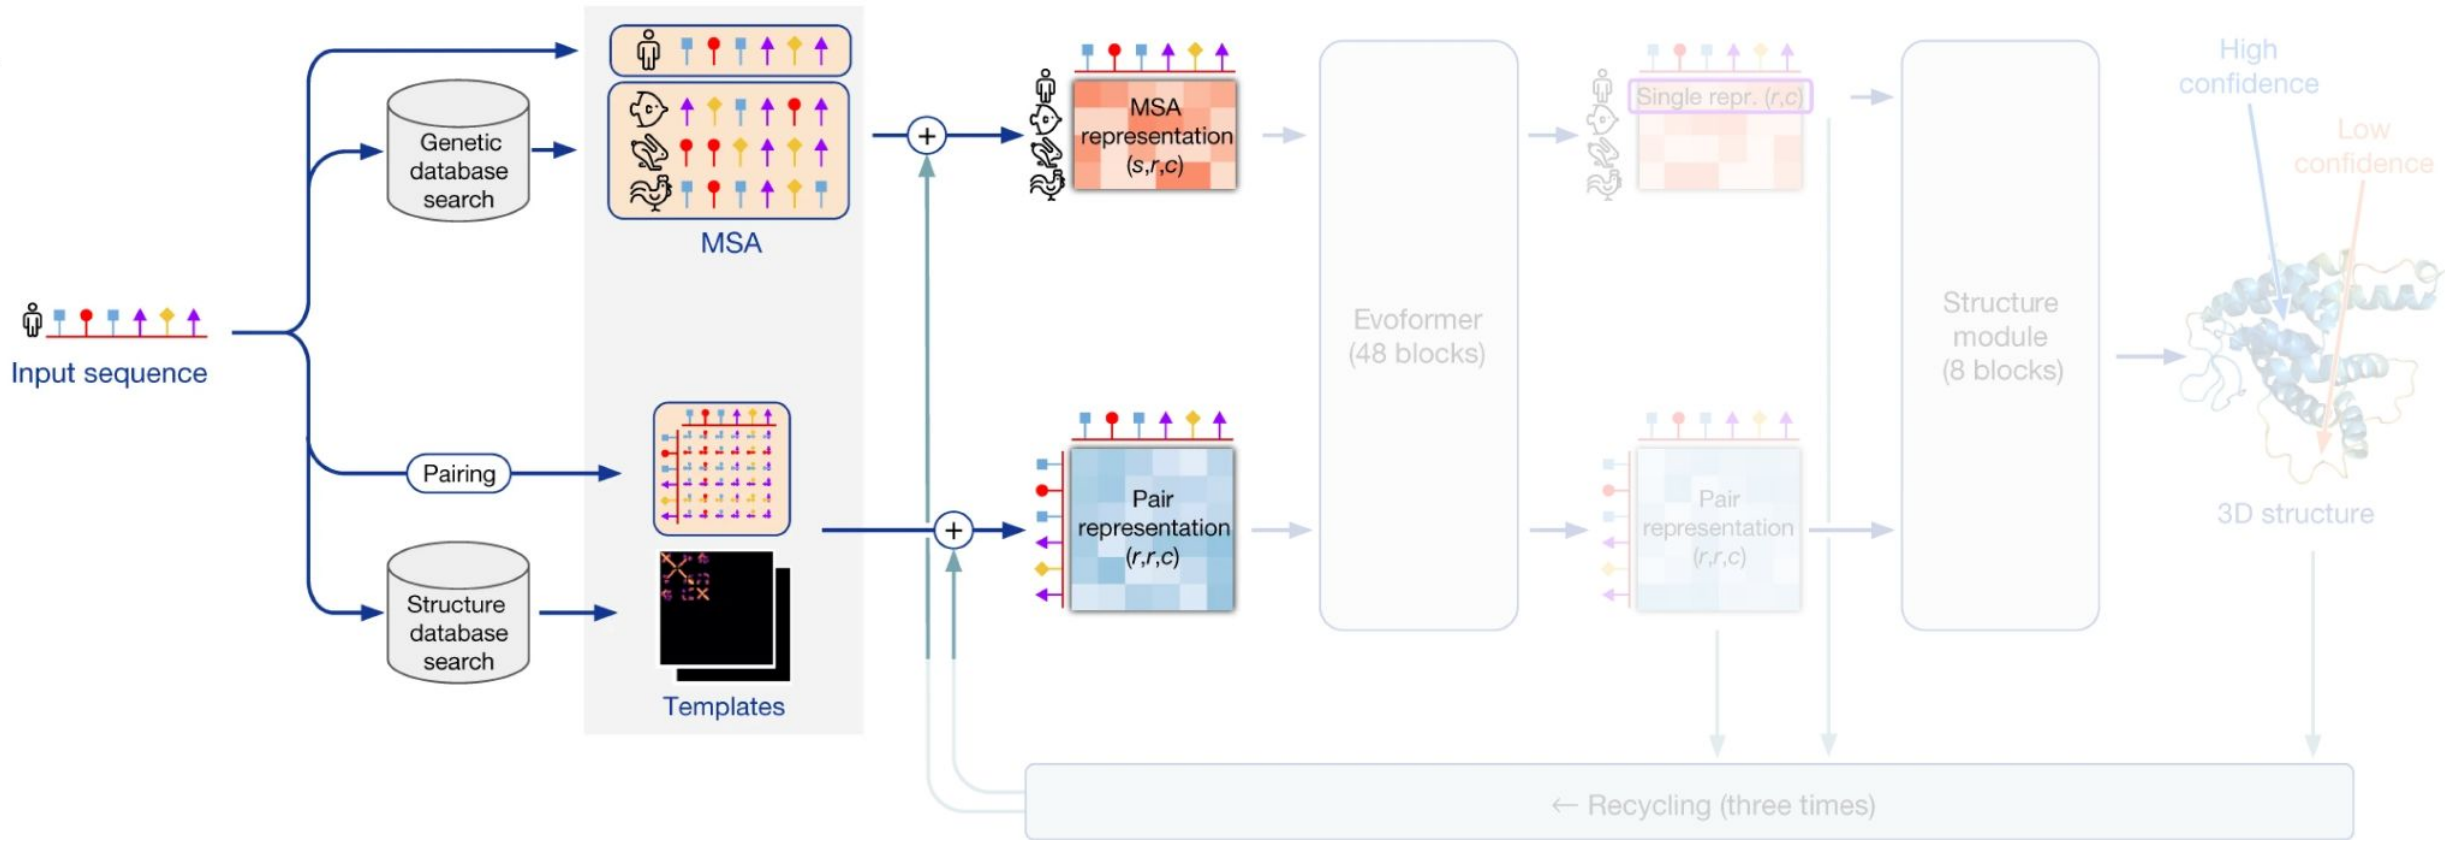 Input sequence
Genetic
database
search
Pairing
Structure
database
search
MSA
Templates
+
+
MSA
representation
(s,r,c)
Pair
representation
(r,r,c)
Evoformer
(48 blocks)
Single repr. (r,c)
Pair
representation
(r,r,c)
Structure
module
(8 blocks)
High
confidence
Low
confidence
3D structure
← Recycling (three times)